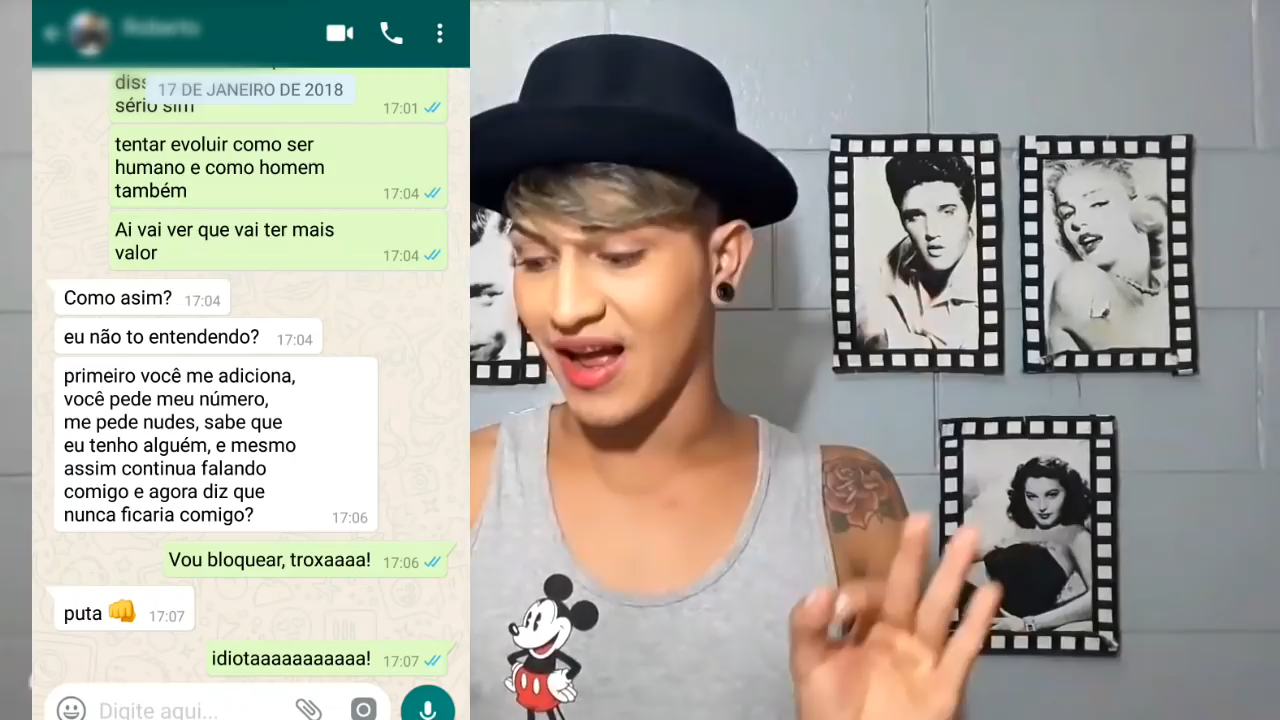 diss
17 DE JANEIRO DE 2018
sério sim
17:01
tentar evoluir como ser
humano e como homem
também
17:04
Ai vai ver que vai ter mais
valor
17:04
Como asim? 17:04
eu não to entendendo? 17:04
primeiro você me adiciona,
você pede meu número,
me pede nudes, sabe que
eu tenho alguém, e mesmo
assim continua falando
comigo e agora diz que
nunca ficaria comigo?
17:06
Vou bloquear, troxaaaa! 17:06
puta 👊 17:07
idiotaaaaaaaaaaa! 17:07
Digite aqui...